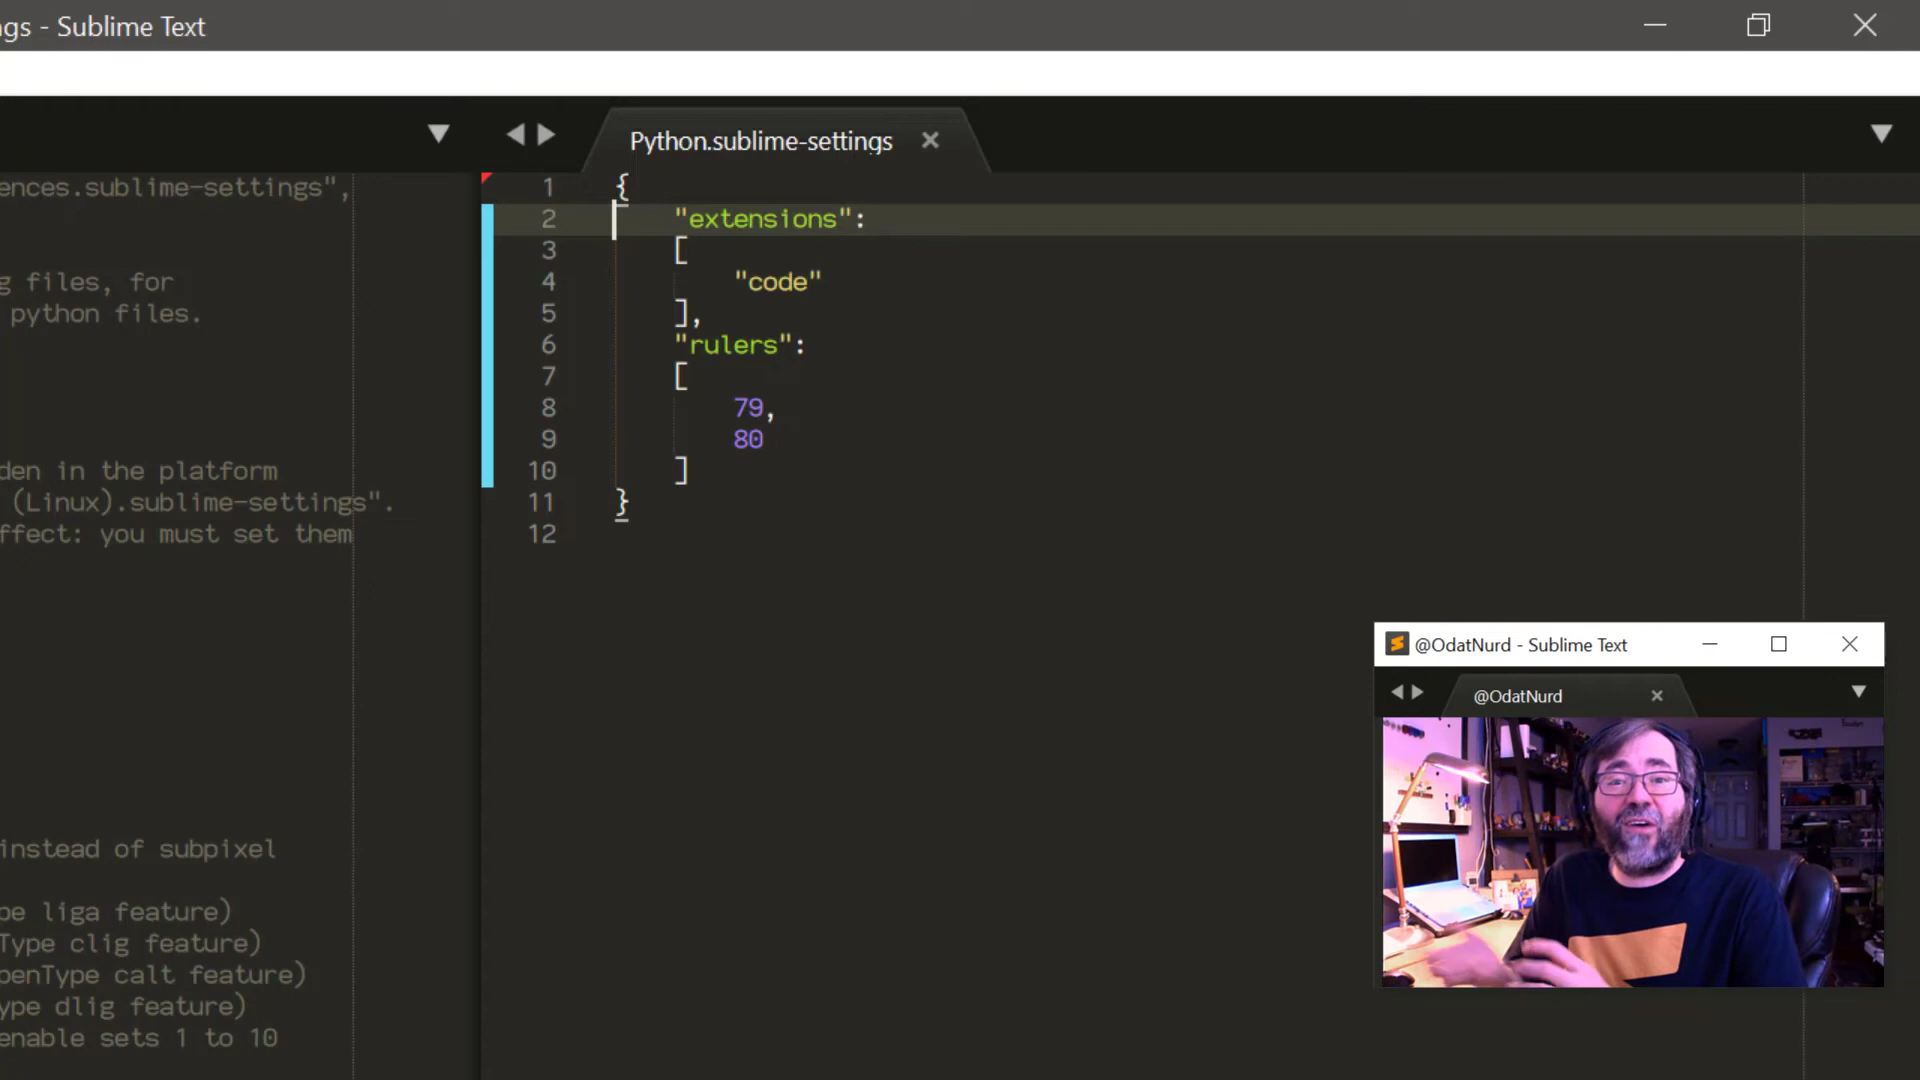 gs - Sublime Text
Python.sublime-settings
ences.sublime-settings",
g files, for
python files.
den in the platform
(Linux).sublime-settings".
ffect: you must set them
instead of subpixel
pe liga feature)
Type clig feature)
penType calt feature)
ype dlig feature)
enable sets 1 to 10
1 {
2 "extensions":
3 [
4 "code"
5 ],
6 "rulers":
7 [
8 79,
9 80
10 ]
11 }
12
@OdatNurd - Sublime Text
@OdatNurd